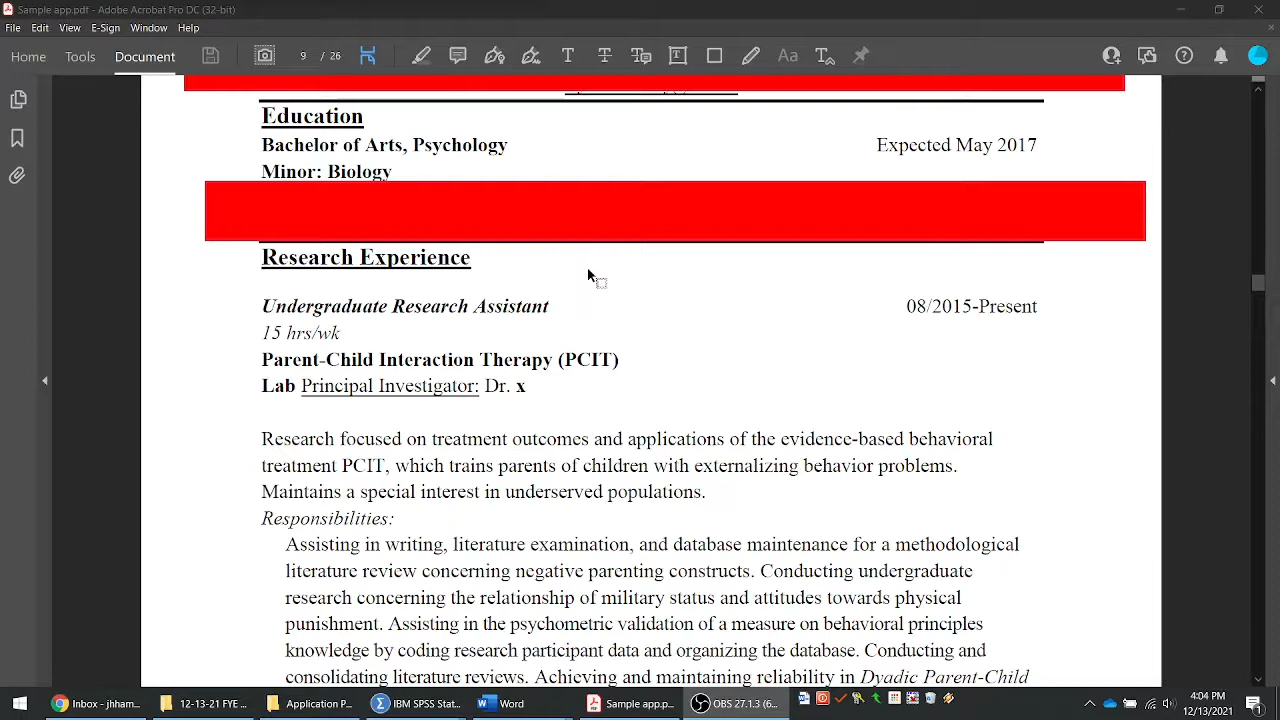 Sample app.pdf - Adobe Acrobat Pro DC (32-bit)
File Edit View E-Sign Window Help
Home Tools Document 9 / 26
Education
Bachelor of Arts, Psychology Expected May 2017
Minor: Biology
Research Experience
Undergraduate Research Assistant 08/2015-Present
15 hrs/wk
Parent-Child Interaction Therapy (PCIT)
Lab Principal Investigator: Dr. x
Research focused on treatment outcomes and applications of the evidence-based behavioral
treatment PCIT, which trains parents of children with externalizing behavior problems.
Maintains a special interest in underserved populations.
Responsibilities:
Assisting in writing, literature examination, and database maintenance for a methodological
literature review concerning negative parenting constructs. Conducting undergraduate
research concerning the relationship of military status and attitudes towards physical
punishment. Assisting in the psychometric validation of a measure on behavioral principles
knowledge by coding research participant data and organizing the database. Conducting and
consolidating literature reviews. Achieving and maintaining reliability in Dyadic Parent-Child
Inbox - jhham... 12-13-21 FYE ... Application P... IBM SPSS Stat... Word Sample app.p... OBS 27.1.3 (6... 4:04 PM
12/13/2021